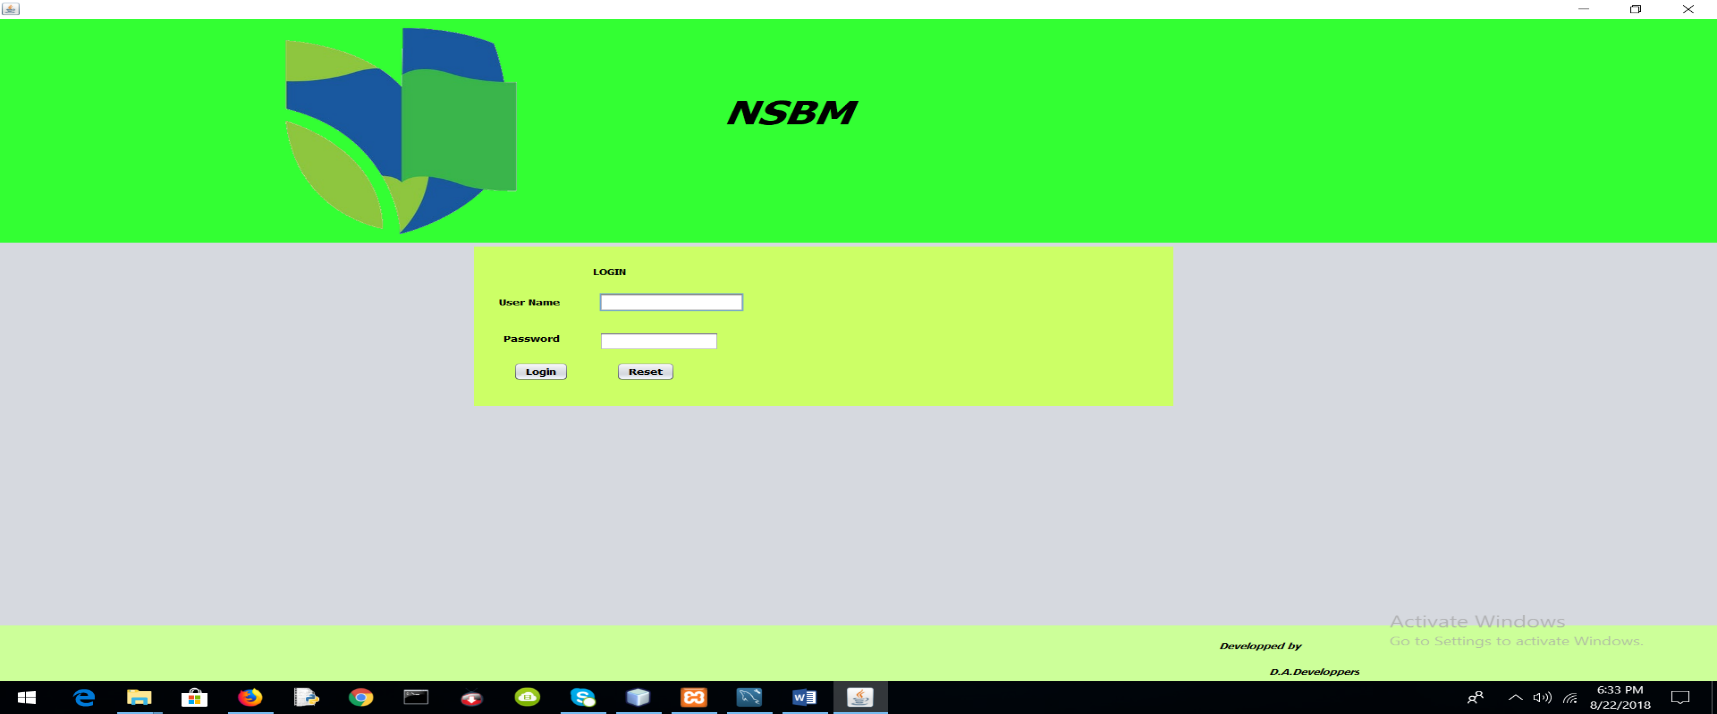 NSBM
LOGIN
User Name
Password
Login
Reset
Activate Windows
Go to Settings to activate Windows.
Developped by
D.A.Developpers
6:33 PM
8/22/2018